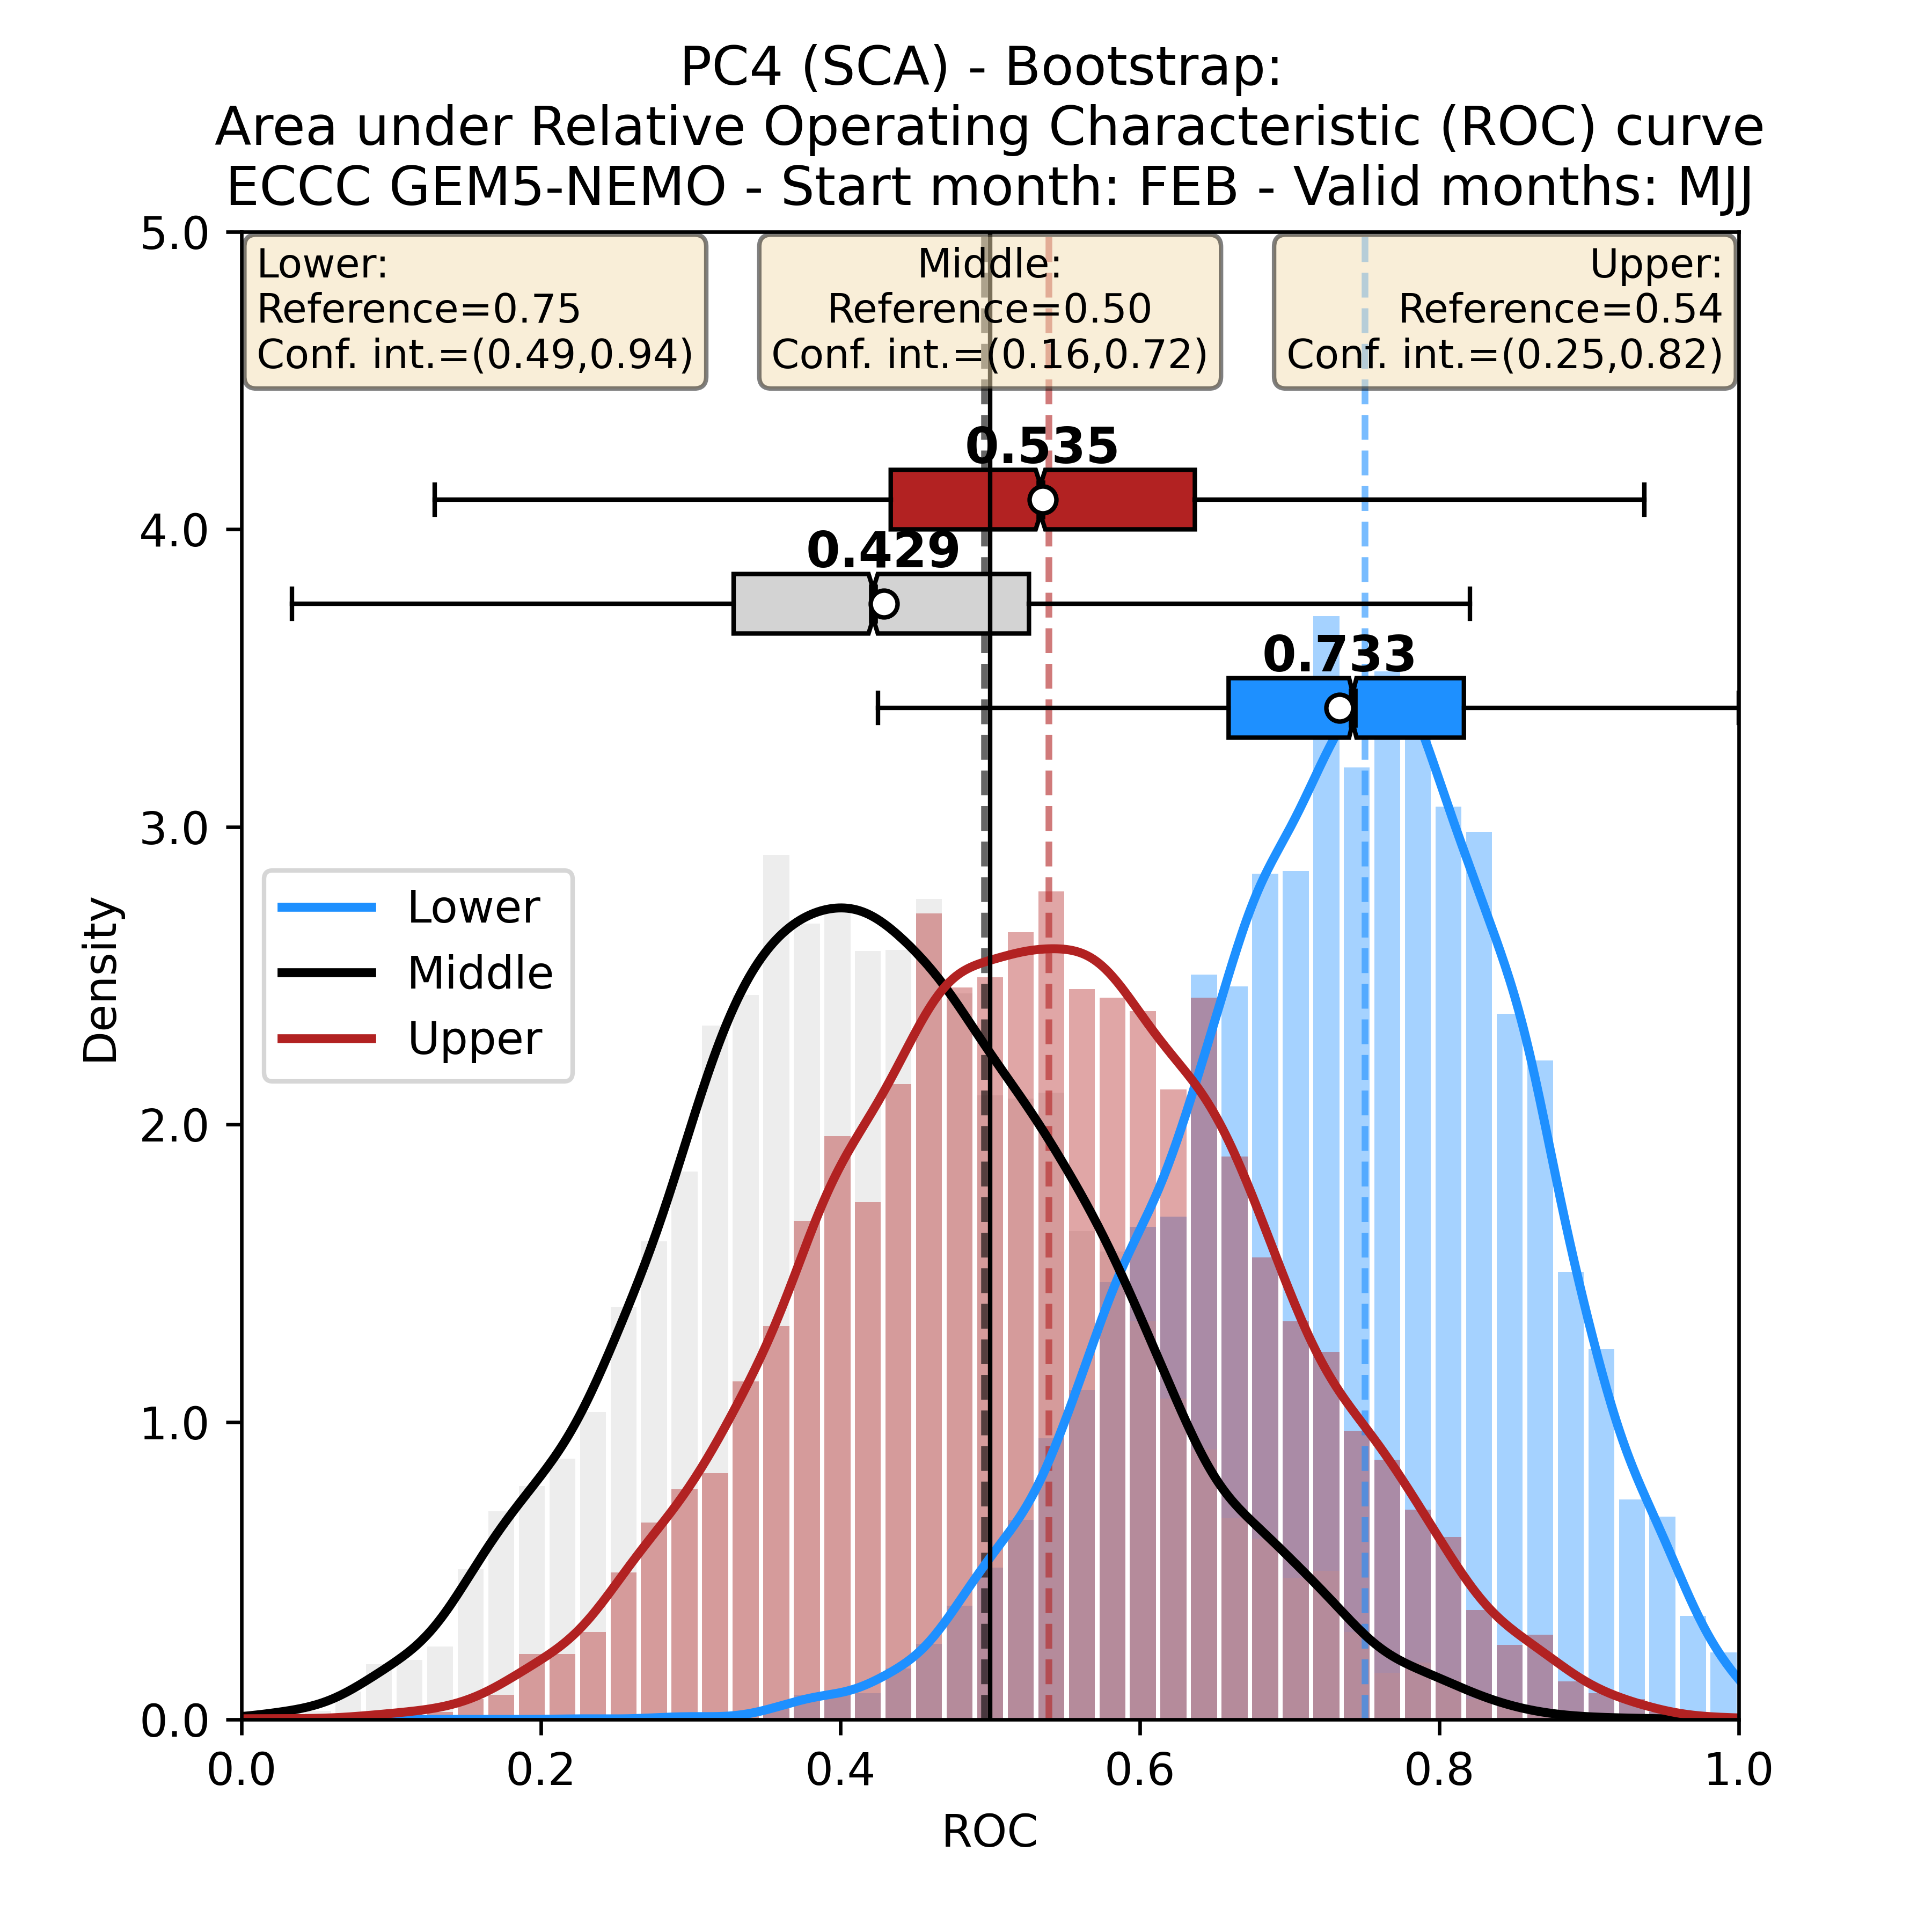 PC4 (SCA) - Bootstrap:
Area under Relative Operating Characteristic (ROC) curve
ECCC GEM5-NEMO - Start month: FEB - Valid months: MJJ
5.0
Lower:
Reference=0.75
Conf. int.=(0.49,0.94)
Middle:
Reference=0.50
Conf. int.=(0.16,0.72)
Upper:
Reference=0.54
Conf. int.=(0.25,0.82)
0.535
4.0
0.429
0.733
3.0
Lower
Middle
Upper
Density
2.0
1.0
0.0
0.0 0.2 0.4 0.6 0.8 1.0
ROC